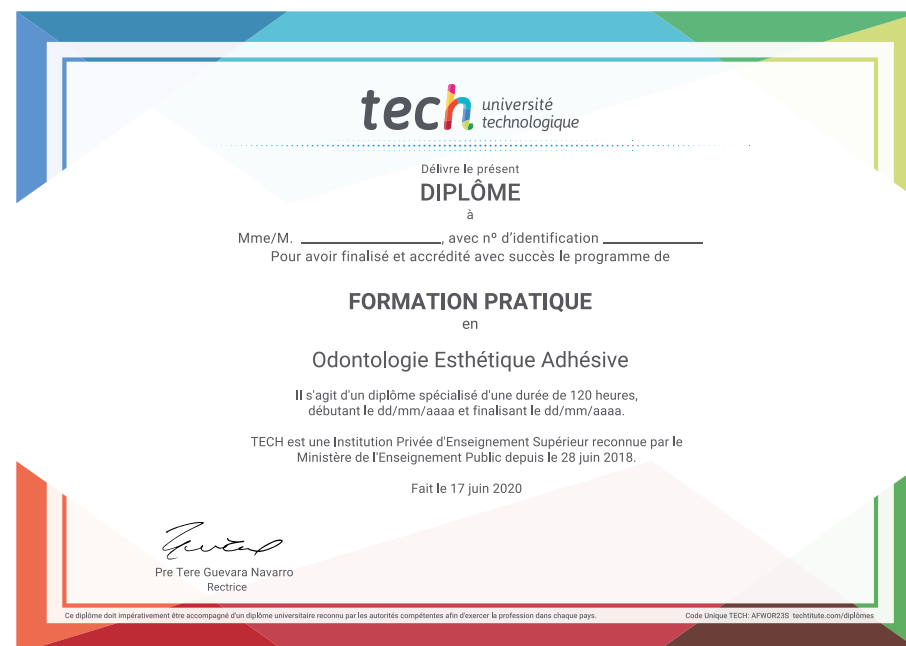 tech université
technologique
Délivre le présent
DIPLÔME
à
Mme/M. ____________________, avec nº d'identification ______________
Pour avoir finalisé et accrédité avec succès le programme de
FORMATION PRATIQUE
en
Odontologie Esthétique Adhésive
Il s'agit d'un diplôme spécialisé d'une durée de 120 heures,
débutant le dd/mm/aaaa et finalisant le dd/mm/aaaa.
TECH est une Institution Privée d'Enseignement Supérieur reconnue par le
Ministère de l'Enseignement Public depuis le 28 juin 2018.
Fait le 17 juin 2020
Pre Tere Guevara Navarro
Rectrice
Ce diplôme doit impérativement être accompagné d'un diplôme universitaire reconnu par les autorités compétentes afin d'exercer la profession dans chaque pays.
Code Unique TECH: AFWOR23S techtitute.com/diplômes